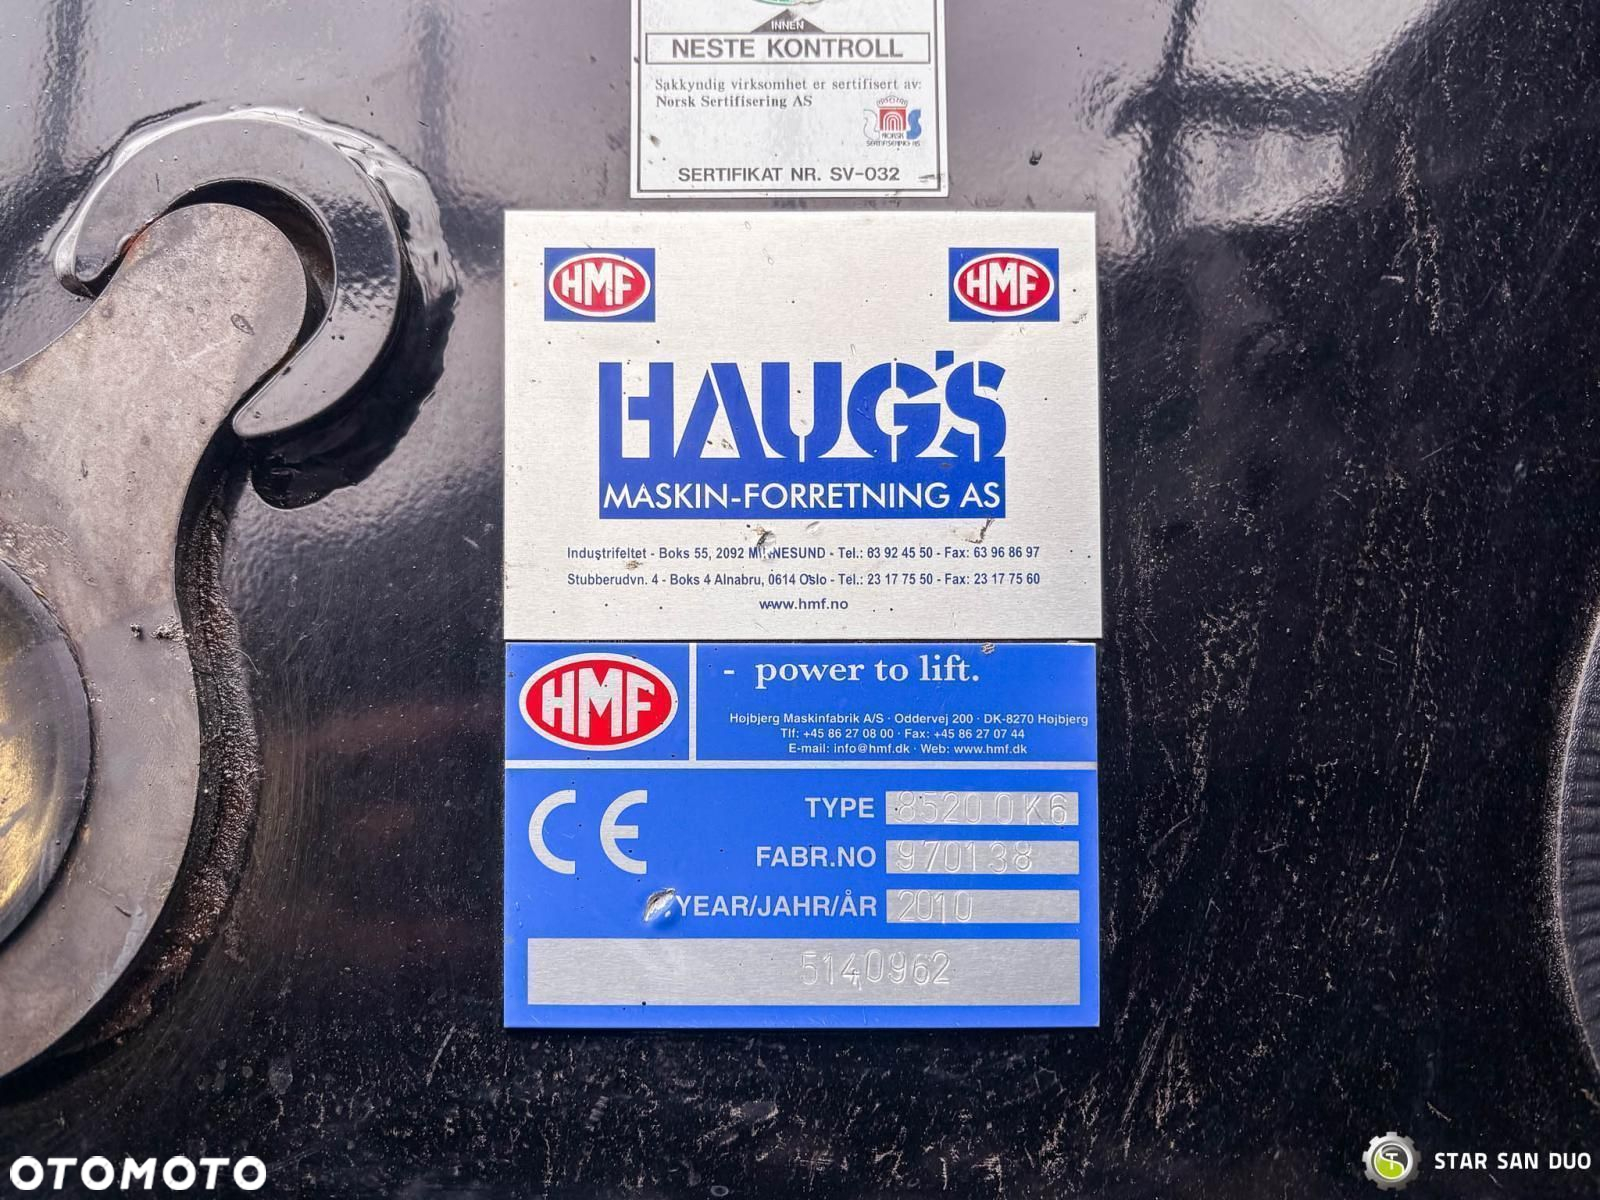 INNEN
NESTE KONTROLL
Sakkyndig virksomhet er sertifisert av:
Norsk Sertifisering AS
NORSK
SERTIFISERING AS
SERTIFIKAT NR. SV-032
HMF HMF
HAUG'S
MASKIN-FORRETNING AS
Industrifeltet - Boks 55, 2092 MINNESUND - Tel.: 63 92 45 50 - Fax: 63 96 86 97
Stubberudvn. 4 - Boks 4 Alnabru, 0614 Oslo - Tel.: 23 17 75 50 - Fax: 23 17 75 60
www.hmf.no
HMF
- power to lift.
Højbjerg Maskinfabrik A/S · Oddervej 200 · DK-8270 Højbjerg
Tlf: +45 86 27 08 00 · Fax: +45 86 27 07 44
E-mail: info@hmf.dk · Web: www.hmf.dk
CE
TYPE 85200K6
FABR.NO 970138
YEAR/JAHR/ÅR 2010
5140962
OTOMOTO
STAR SAN DUO